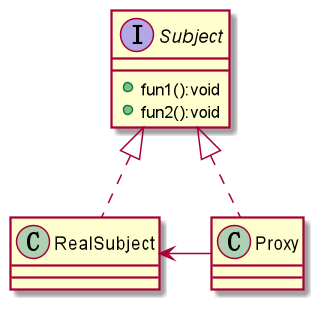 I Subject
fun1():void
fun2():void
C RealSubject
C Proxy